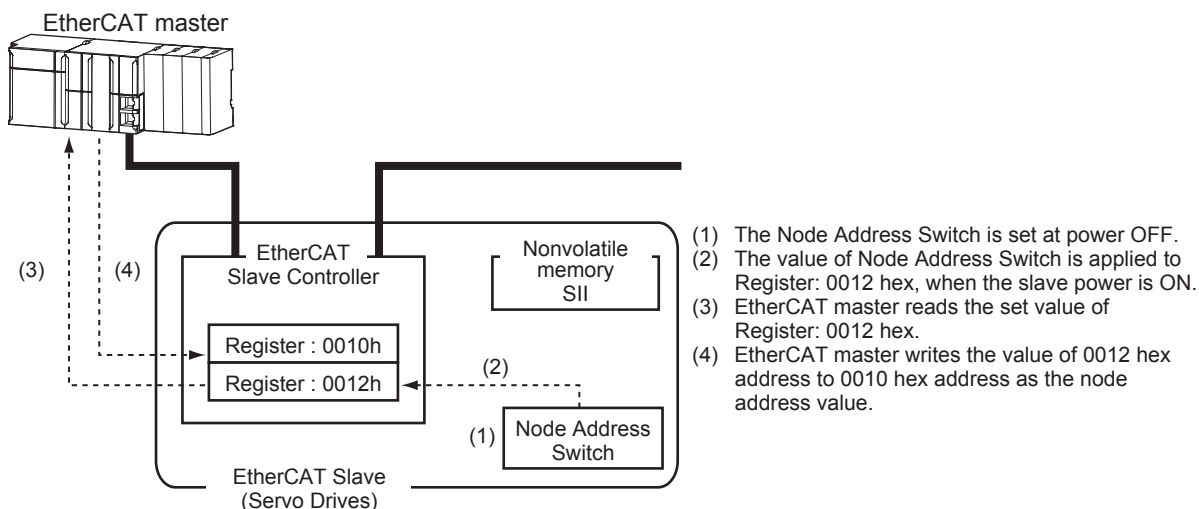 EtherCAT master
(3)
(4)
EtherCAT
Slave Controller
Nonvolatile
memory
SII
Register : 0010h
Register : 0012h
(2)
(1)
Node Address
Switch
EtherCAT Slave
(Servo Drives)
(1) The Node Address Switch is set at power OFF.
(2) The value of Node Address Switch is applied to
Register: 0012 hex, when the slave power is ON.
(3) EtherCAT master reads the set value of
Register: 0012 hex.
(4) EtherCAT master writes the value of 0012 hex
address to 0010 hex address as the node
address value.